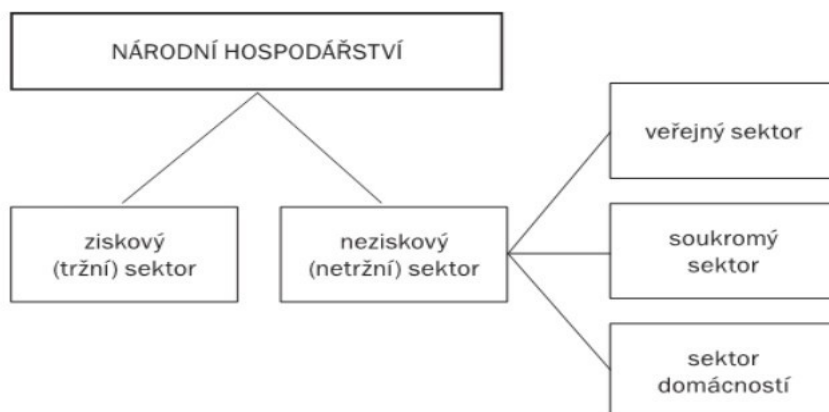 NÁRODNÍ HOSPODÁŘSTVÍ
veřejný sektor
ziskový
(tržní) sektor
neziskový
(netržní) sektor
soukromý
sektor
sektor
domácností